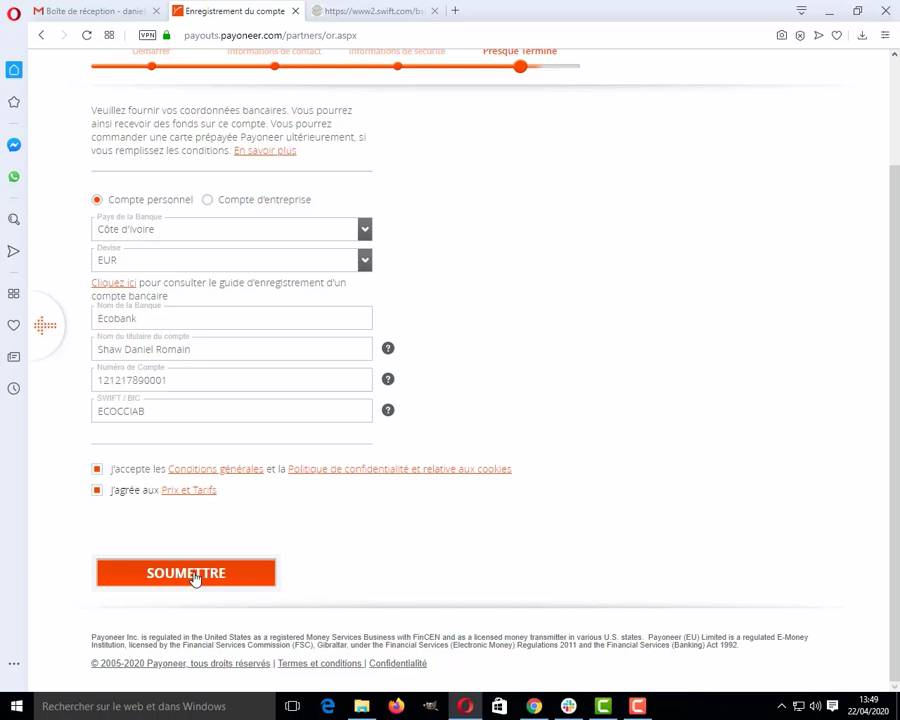 Boîte de réception - daniel
Enregistrement du compte
https://www2.swift.com/bs
VPN
payouts.payoneer.com/partners/or.aspx
Démarrer
Informations de contact
Informations de sécurité
Presque Terminé
Veuillez fournir vos coordonnées bancaires. Vous pourrez
ainsi recevoir des fonds sur ce compte. Vous pourrez
commander une carte prépayée Payoneer ultérieurement, si
vous remplissez les conditions. En savoir plus
Compte personnel
Compte d'entreprise
Pays de la Banque
Côte d'Ivoire
Devise
EUR
Cliquez ici pour consulter le guide d'enregistrement d'un
compte bancaire
Nom de la Banque
Ecobank
Nom du titulaire du compte
Shaw Daniel Romain
?
Numéro de Compte
121217890001
?
SWIFT / BIC
ECOCCIAB
?
J'accepte les Conditions générales et la Politique de confidentialité et relative aux cookies
J'agrée aux Prix et Tarifs
SOUMETTRE
Payoneer Inc. is regulated in the United States as a registered Money Services Business with FinCEN and as a licensed money transmitter in various U.S. states. Payoneer (EU) Limited is a regulated E-Money
Institution, licensed by the Financial Services Commission (FSC), Gibraltar, under the Financial Services (Electronic Money) Regulations 2011 and the Financial Services (Banking) Act 1992.
© 2005-2020 Payoneer, tous droits réservés | Termes et conditions | Confidentialité
Rechercher sur le web et dans Windows
13:49
22/04/2020